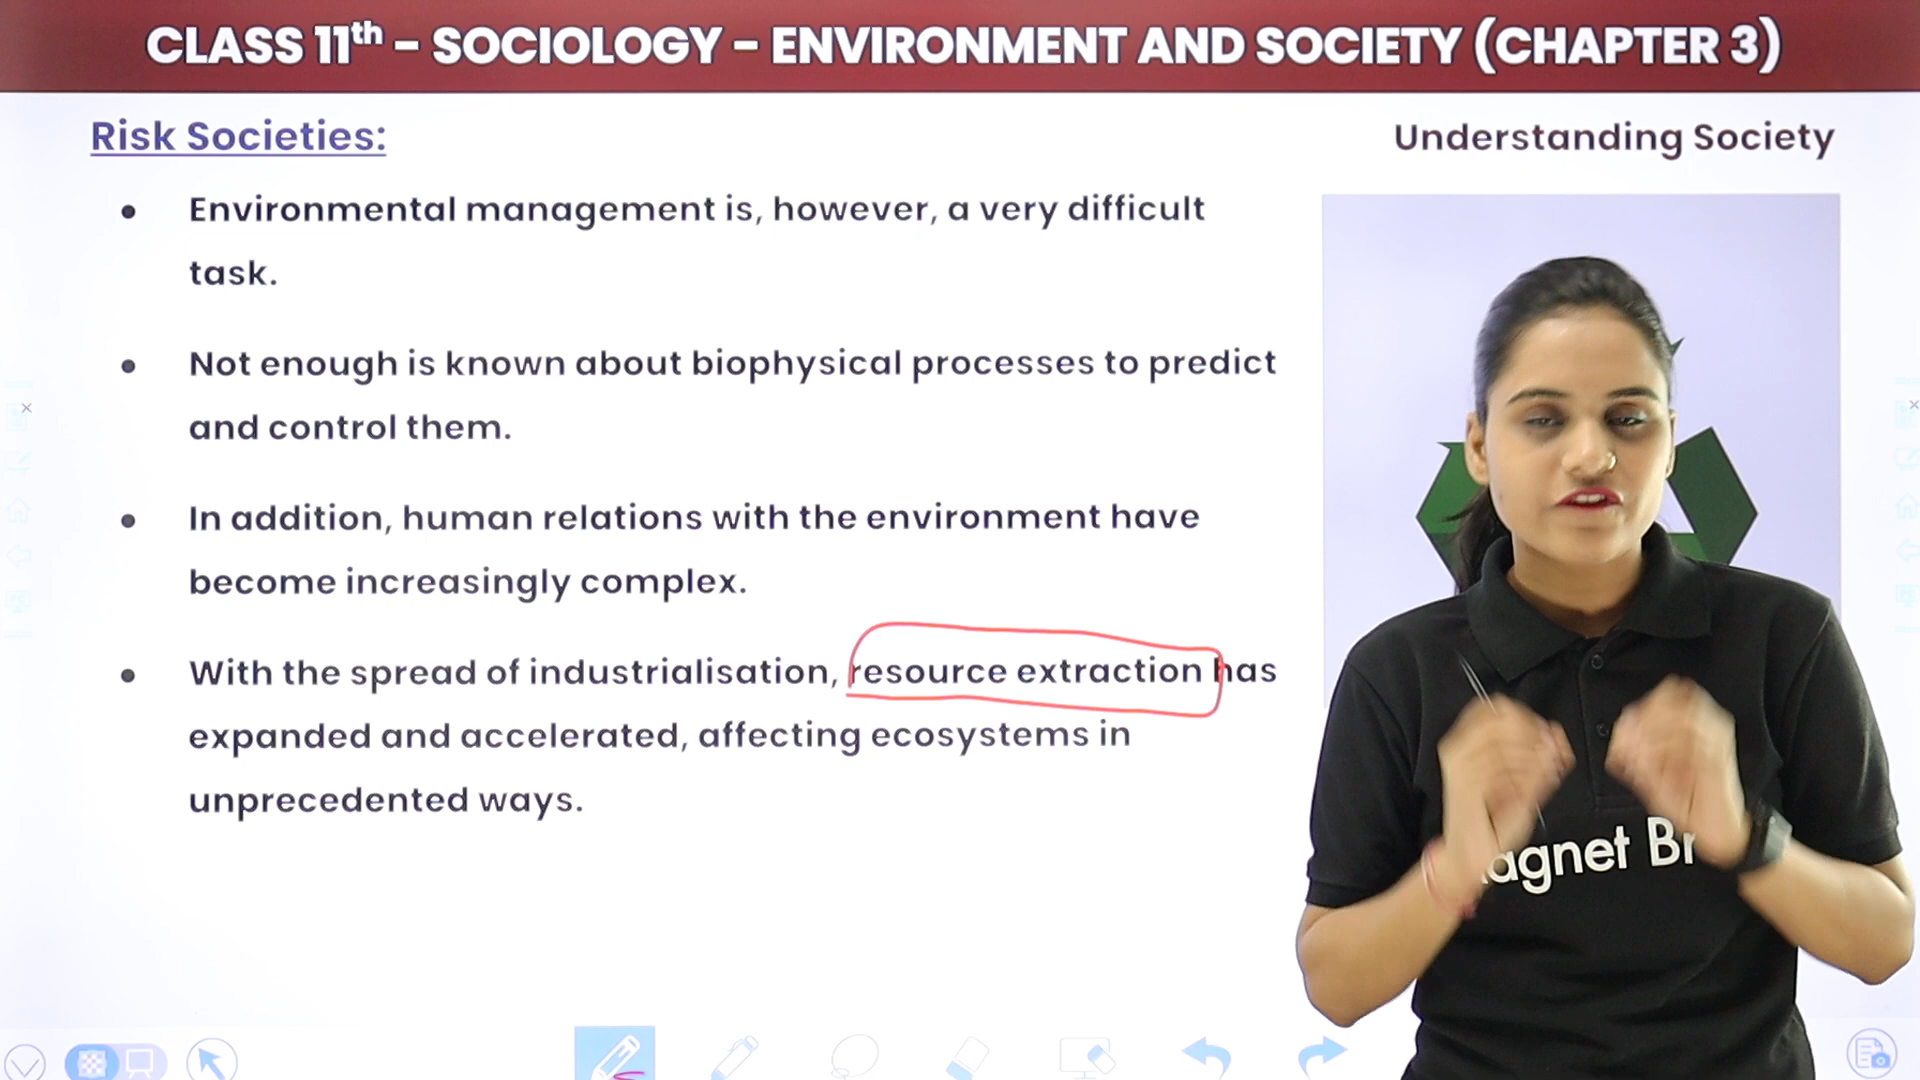 CLASS 11th - SOCIOLOGY - ENVIRONMENT AND SOCIETY (CHAPTER 3)
Risk Societies:
Understanding Society
• Environmental management is, however, a very difficult
task.
• Not enough is known about biophysical processes to predict
and control them.
• In addition, human relations with the environment have
become increasingly complex.
• With the spread of industrialisation, resource extraction has
expanded and accelerated, affecting ecosystems in
unprecedented ways.
agnet Br